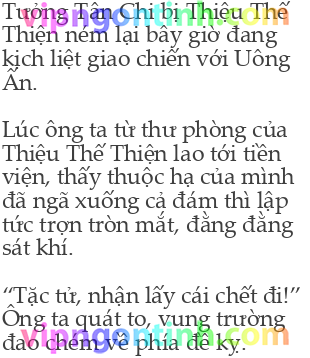 Tưởng Tân Chi bị Thiệu Thế
Thiện ném lại bây giờ đang
kịch liệt giao chiến với Uông
Ấn.
Lúc ông ta từ thư phòng của
Thiệu Thế Thiện lao tới tiền
viện, thấy thuộc hạ của mình
đã ngã xuống cả đám thì lập
tức trợn tròn mắt, đằng đằng
sát khí.
“Tặc tử, nhận lấy cái chết đi!”
Ông ta quát to, vung trường
đao chém về phía đề kỵ.
vipngontinh.com
vipngontinh.com